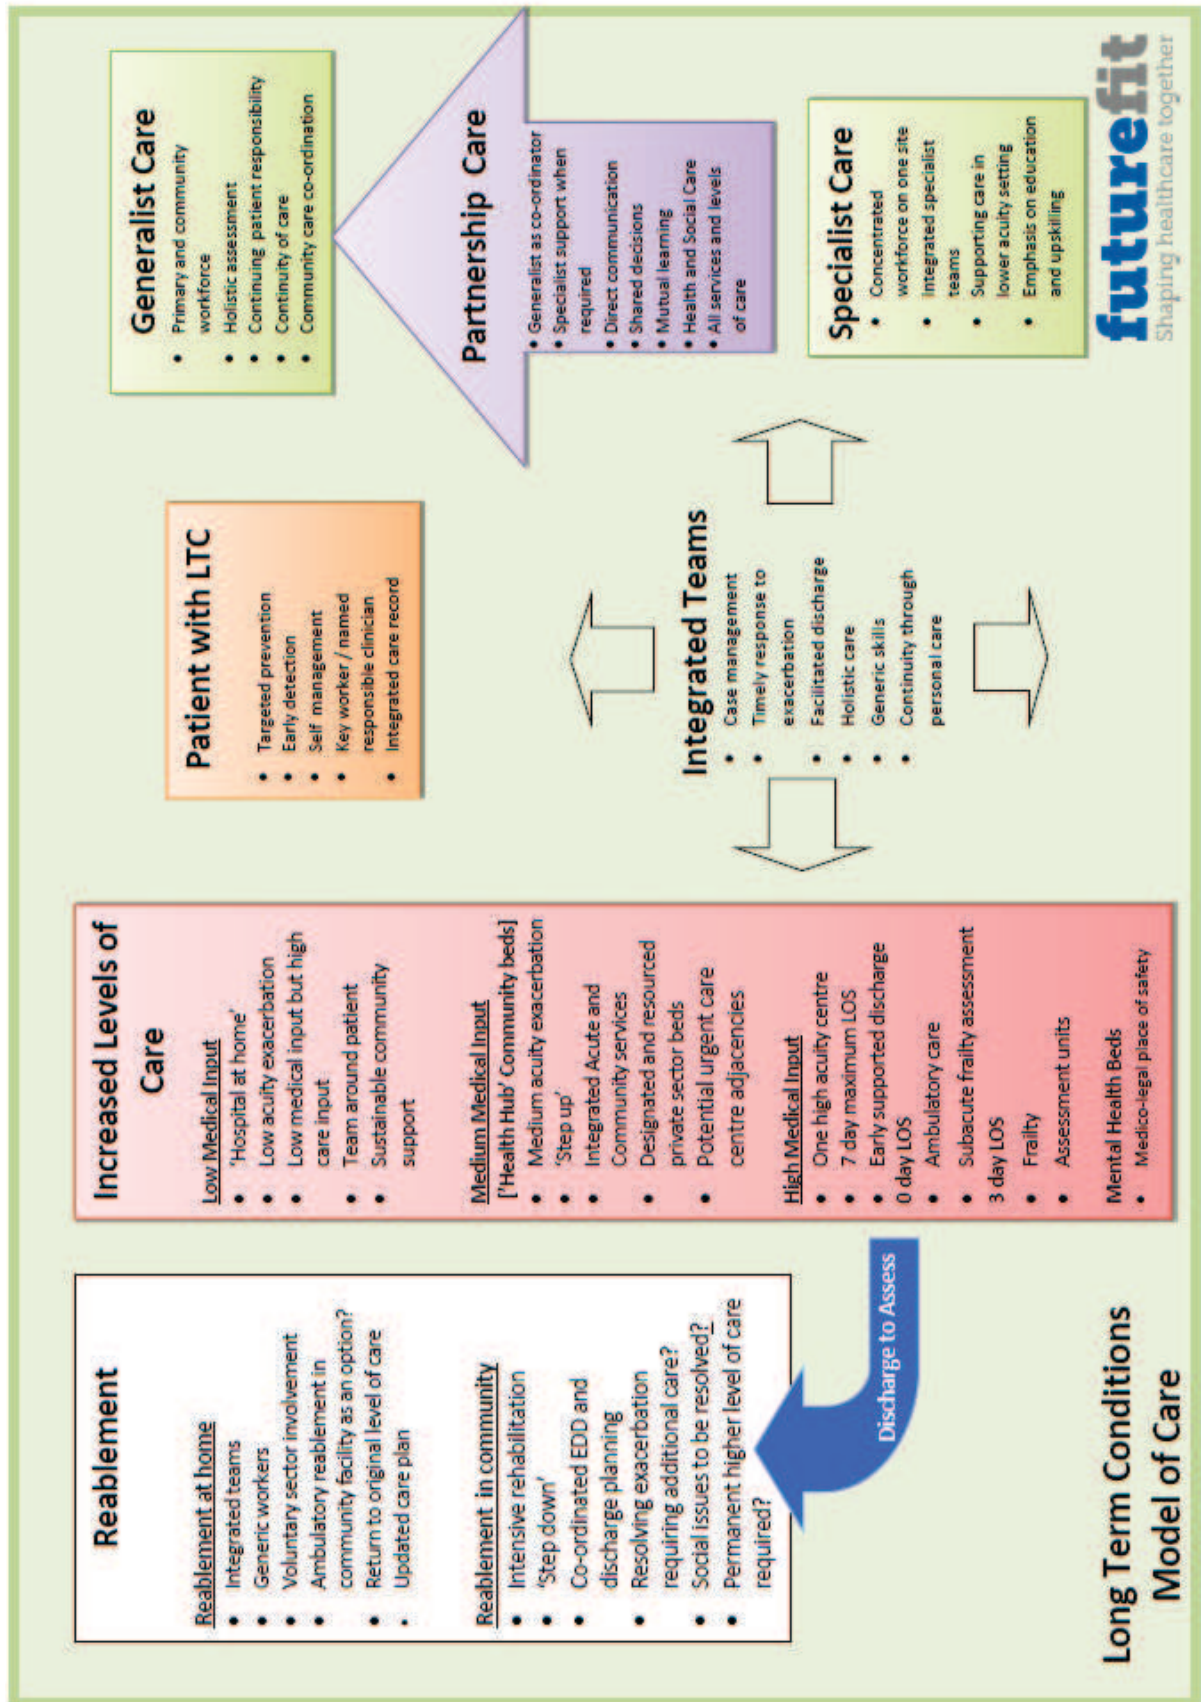 Reablement
Reablement at home
• Integrated teams
• Generic workers
• Voluntary sector involvement
• Ambulatory reablement in
community facility as an option?
• Return to original level of care
• Updated care plan
Reablement in community
• Intensive rehabilitation
• 'Step down'
• Co-ordinated EDD and
discharge planning
• Resolving exacerbation
requiring additional care?
• Social issues to be resolved?
• Permanent higher level of care
required?
Discharge to Assess
Long Term Conditions
Model of Care
Increased Levels of
Care
Low Medical Input
• 'Hospital at home'
• Low acuity exacerbation
• Low medical input but high
care input
• Team around patient
• Sustainable community
support
Medium Medical Input
['Health Hub' Community beds]
• Medium acuity exacerbation
• 'Step up'
• Integrated Acute and
Community services
• Designated and resourced
private sector beds
• Potential urgent care
centre adjacencies
High Medical Input
• One high acuity centre
• 7 day maximum LOS
• Early supported discharge
0 day LOS
• Ambulatory care
• Subacute frailty assessment
3 day LOS
• Frailty
• Assessment units
Mental Health Beds
• Medico-legal place of safety
Patient with LTC
• Targeted prevention
• Early detection
• Self management
• Key worker / named
responsible clinician
• Integrated care record
Integrated Teams
• Case management
• Timely response to
exacerbation
• Facilitated discharge
• Holistic care
• Generic skills
• Continuity through
personal care
Generalist Care
• Primary and community
workforce
• Holistic assessment
• Continuing patient responsibility
• Continuity of care
• Community care co-ordination
Partnership Care
• Generalist as co-ordinator
• Specialist support when
required
• Direct communication
• Shared decisions
• Mutual learning
• Health and Social Care
• All services and levels
of care
Specialist Care
• Concentrated
workforce on one site
• Integrated specialist
teams
• Supporting care in
lower acuity setting
• Emphasis on education
and upskilling
futurefit
Shaping healthcare together